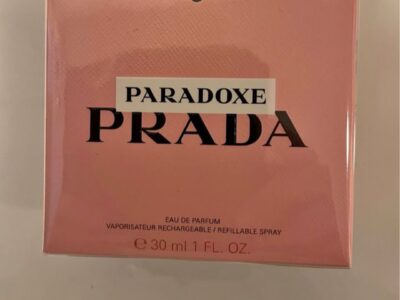 PARADOXE
PRADA
EAU DE PARFUM
VAPORISATEUR RECHARGEABLE / REFILLABLE SPRAY
℮ 30 ml 1 FL. OZ.